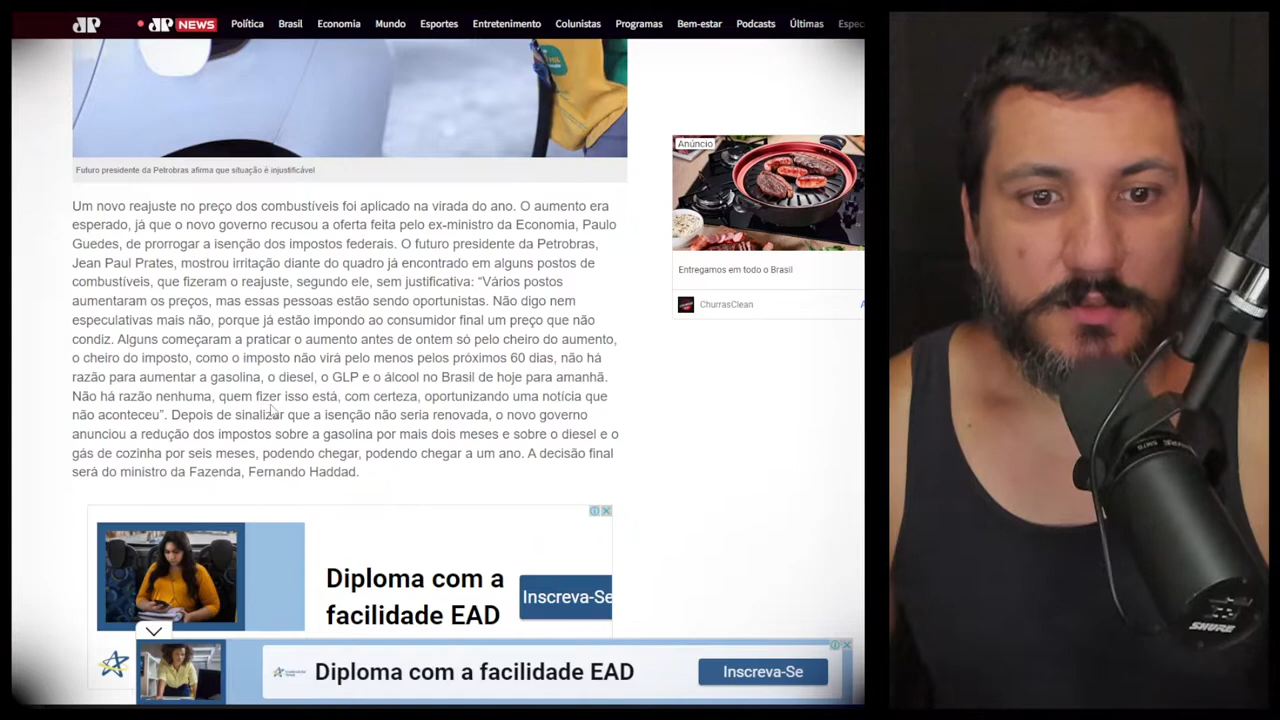 JP JP NEWS Política Brasil Economia Mundo Esportes Entretenimento Colunistas Programas Bem-estar Podcasts Últimas Espec
Futuro presidente da Petrobras afirma que situação é injustificável
Um novo reajuste no preço dos combustíveis foi aplicado na virada do ano. O aumento era
esperado, já que o novo governo recusou a oferta feita pelo ex-ministro da Economia, Paulo
Guedes, de prorrogar a isenção dos impostos federais. O futuro presidente da Petrobras,
Jean Paul Prates, mostrou irritação diante do quadro já encontrado em alguns postos de
combustíveis, que fizeram o reajuste, segundo ele, sem justificativa: “Vários postos
aumentaram os preços, mas essas pessoas estão sendo oportunistas. Não digo nem
especulativas mais não, porque já estão impondo ao consumidor final um preço que não
condiz. Alguns começaram a praticar o aumento antes de ontem só pelo cheiro do aumento,
o cheiro do imposto, como o imposto não virá pelo menos pelos próximos 60 dias, não há
razão para aumentar a gasolina, o diesel, o GLP e o álcool no Brasil de hoje para amanhã.
Não há razão nenhuma, quem fizer isso está, com certeza, oportunizando uma notícia que
não aconteceu”. Depois de sinalizar que a isenção não seria renovada, o novo governo
anunciou a redução dos impostos sobre a gasolina por mais dois meses e sobre o diesel e o
gás de cozinha por seis meses, podendo chegar, podendo chegar a um ano. A decisão final
será do ministro da Fazenda, Fernando Haddad.
Anúncio
Entregamos em todo o Brasil
ChurrasClean
Diploma com a
facilidade EAD
Inscreva-Se
Diploma com a facilidade EAD
Inscreva-Se
SM7B
SHURE